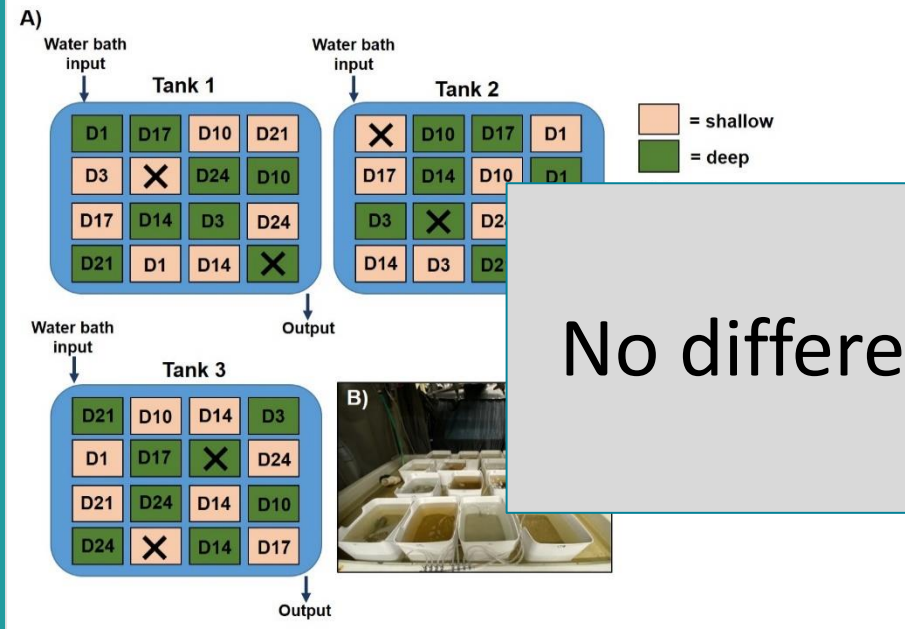 A)
Water bath
input
Water bath
input
Tank 1
Tank 2
D1 D17 D10 D21
D3 X D24 D10
D17 D14 D3 D24
D21 D1 D14 X
X D10 D17 D1
D17 D14 D10 D1
D3 X
D14 D3
= shallow
= deep
Output
Water bath
input
Tank 3
D21 D10 D14 D3
D1 D17 X D24
D21 D24 D14 D10
D24 X D14 D17
Output
B)
No